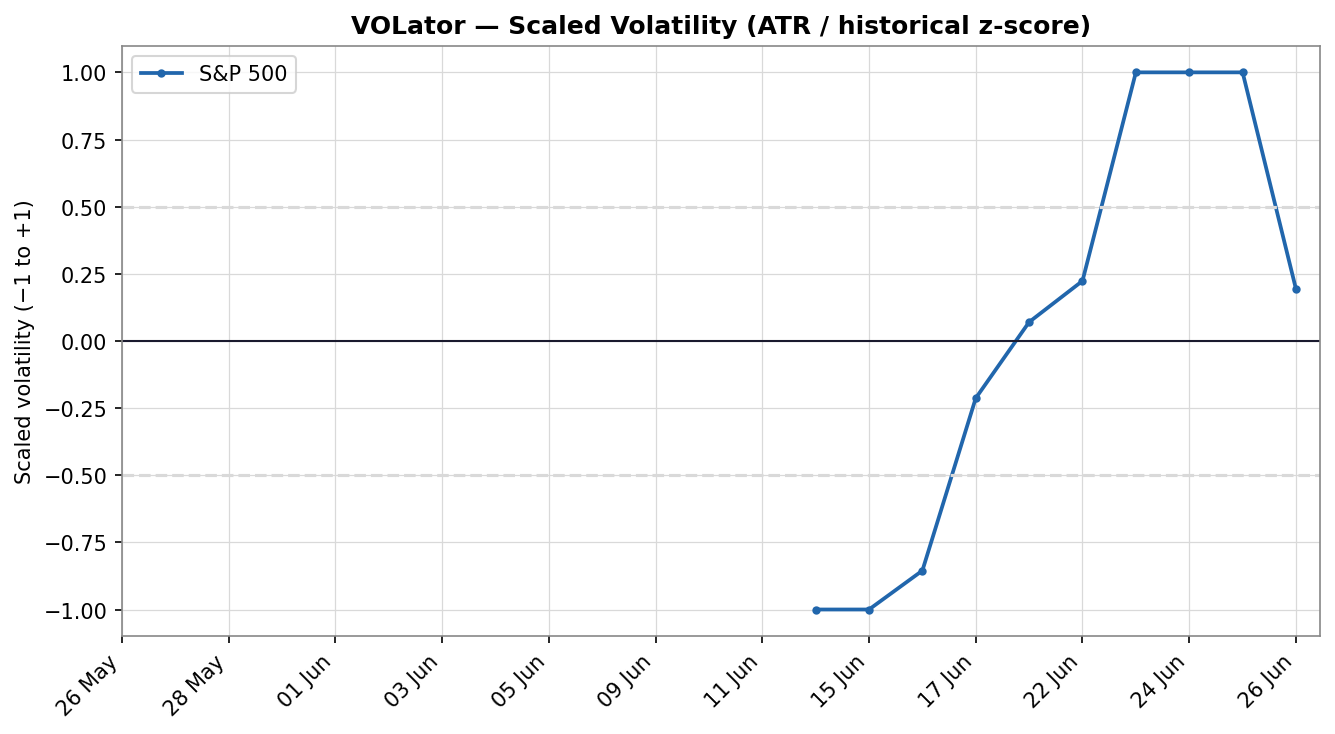 VOLator — Scaled Volatility (ATR / historical z-score)
S&P 500
Scaled volatility (−1 to +1)
1.00
0.75
0.50
0.25
0.00
−0.25
−0.50
−0.75
−1.00
26 May
28 May
01 Jun
03 Jun
05 Jun
09 Jun
11 Jun
15 Jun
17 Jun
22 Jun
24 Jun
26 Jun